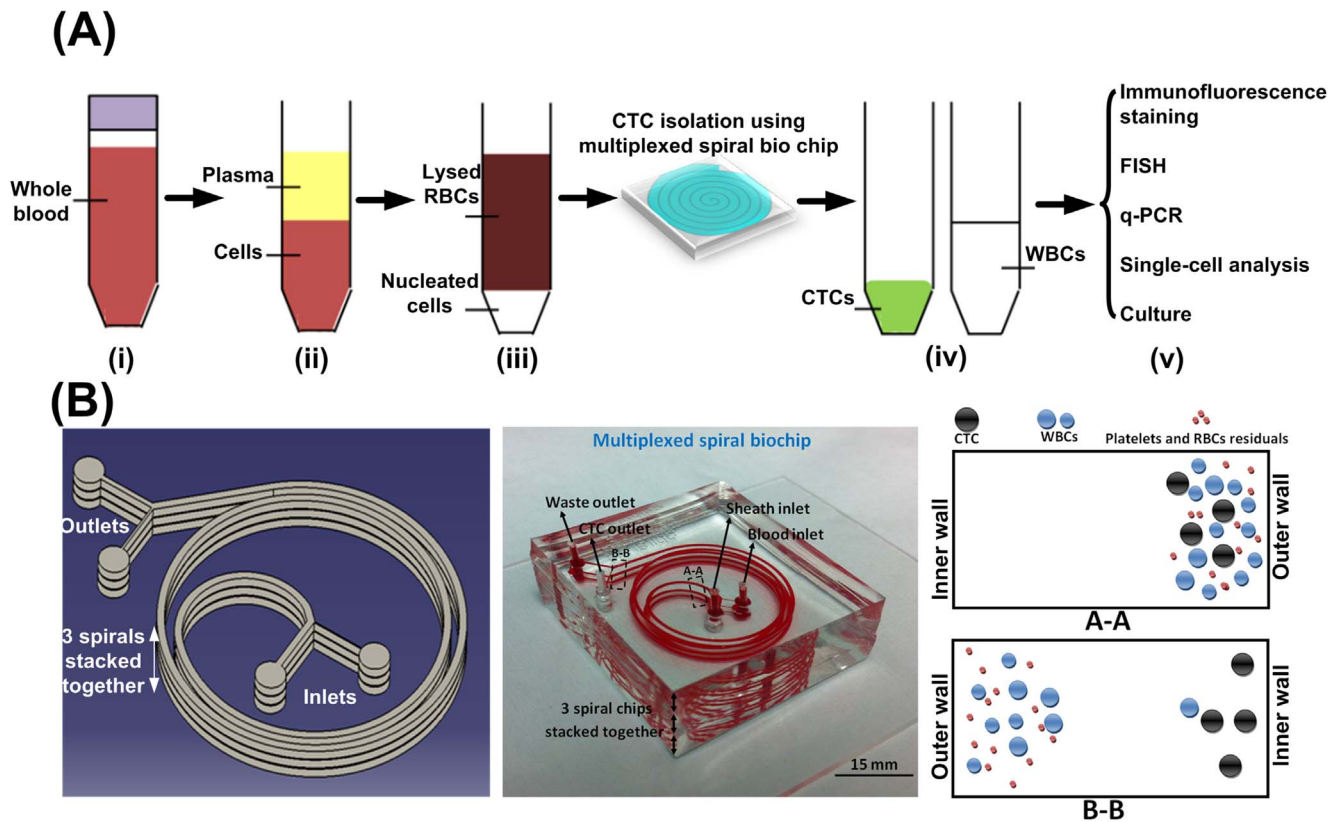 (A)
Whole
blood
Plasma
Cells
Lysed
RBCs
Nucleated
cells
CTC isolation using
multiplexed spiral bio chip
CTCs
WBCs
Immunofluorescence
staining
FISH
q-PCR
Single-cell analysis
Culture
(i)
(ii)
(iii)
(iv)
(v)
(B)
Outlets
3 spirals
stacked
together
Inlets
Multiplexed spiral biochip
Waste outlet
CTC outlet
Sheath inlet
Blood inlet
B-B
A-A
3 spiral chips
stacked together
15 mm
CTC
WBCs
Platelets and RBCs residuals
Inner wall
Outer wall
A-A
Outer wall
Inner wall
B-B